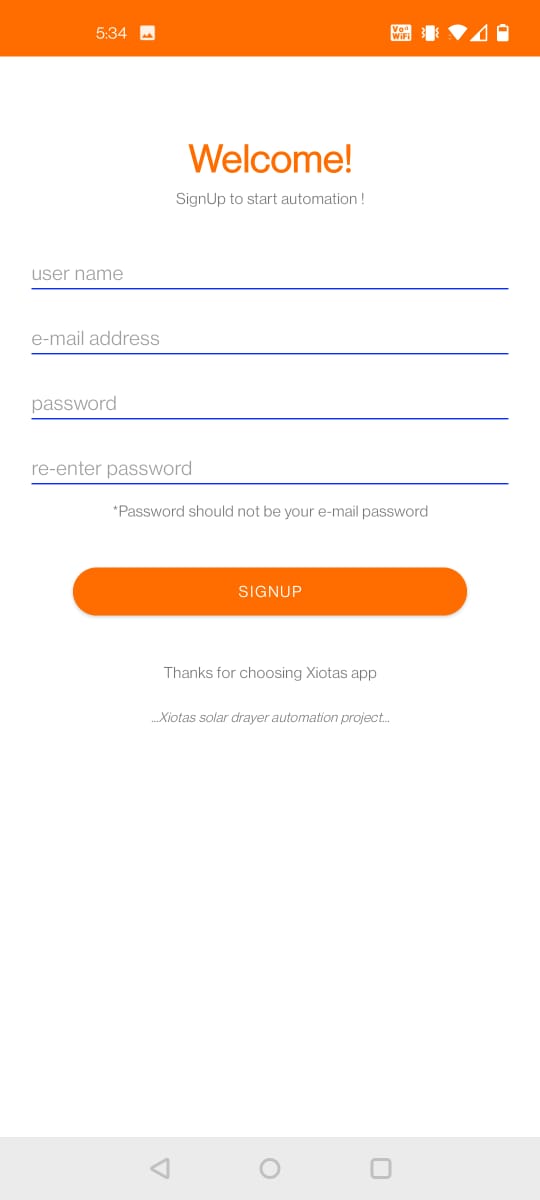 5:34
Von
WiFi
Welcome!
SignUp to start automation !
user name
e-mail address
password
re-enter password
*Password should not be your e-mail password
SIGNUP
Thanks for choosing Xiotas app
...Xiotas solar drayer automation project...